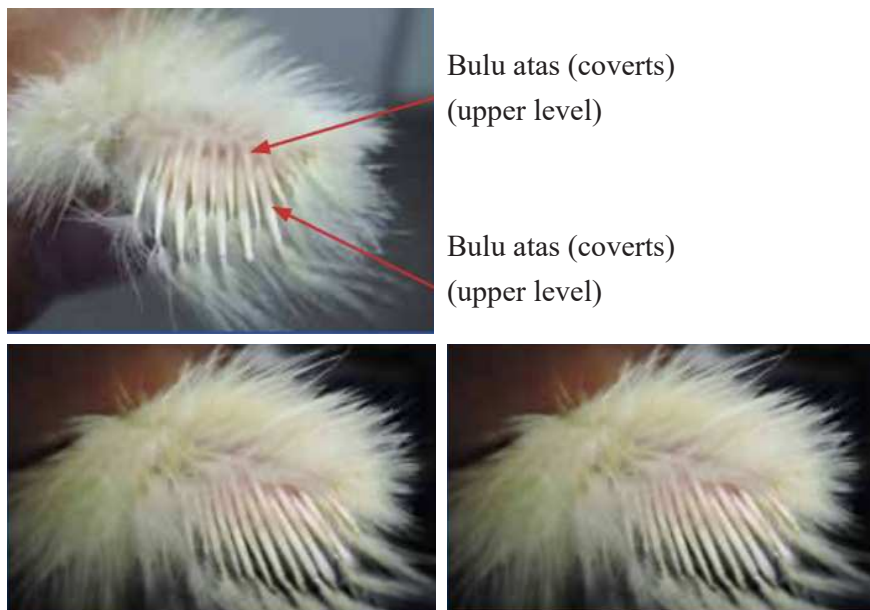 Bulu atas (coverts)
(upper level)
Bulu atas (coverts)
(upper level)